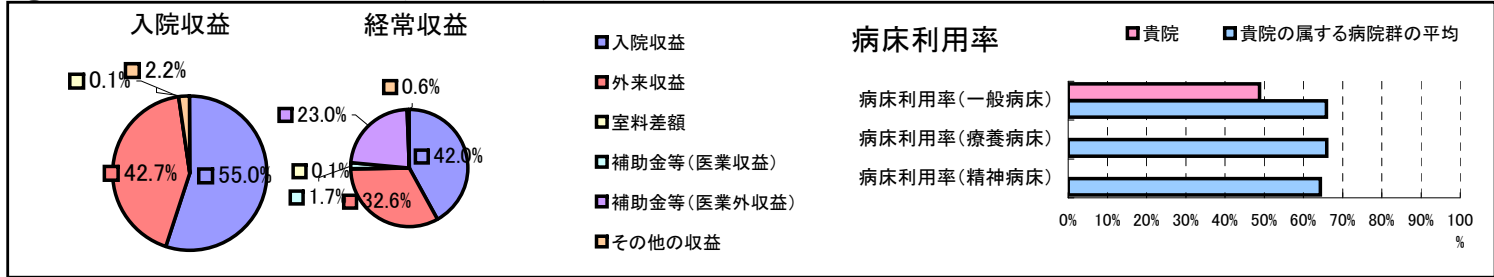 入院収益
2.2%
0.1%
42.7%
55.0%
経常収益
0.6%
23.0%
42.0%
0.1%
1.7%
32.6%
入院収益
外来収益
室料差額
補助金等(医業収益)
補助金等(医業外収益)
その他の収益
病床利用率
貴院
貴院の属する病院群の平均
病床利用率(一般病床)
病床利用率(療養病床)
病床利用率(精神病床)
0% 10% 20% 30% 40% 50% 60% 70% 80% 90% 100
%